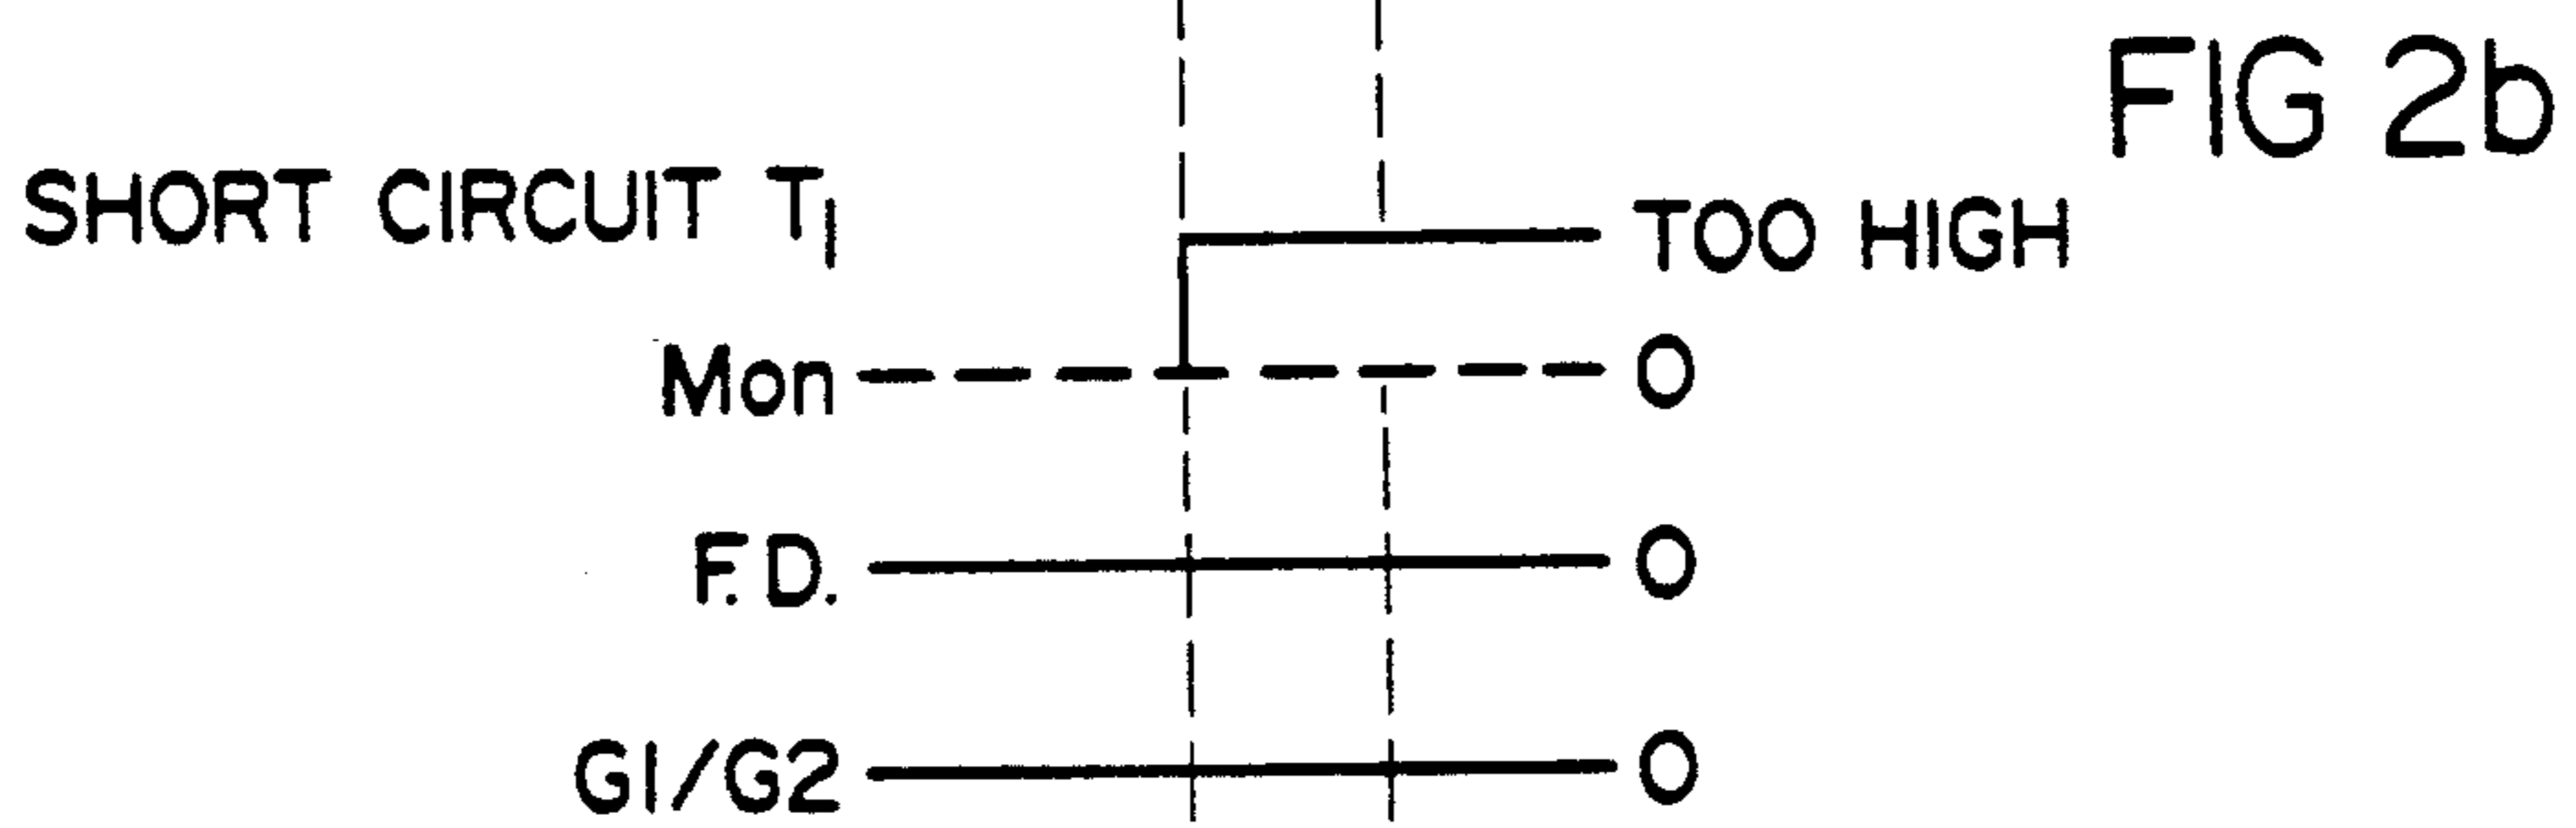 FIG 2b
SHORT CIRCUIT T1 TOO HIGH
Mon 0
F.D. 0
G1/G2 0